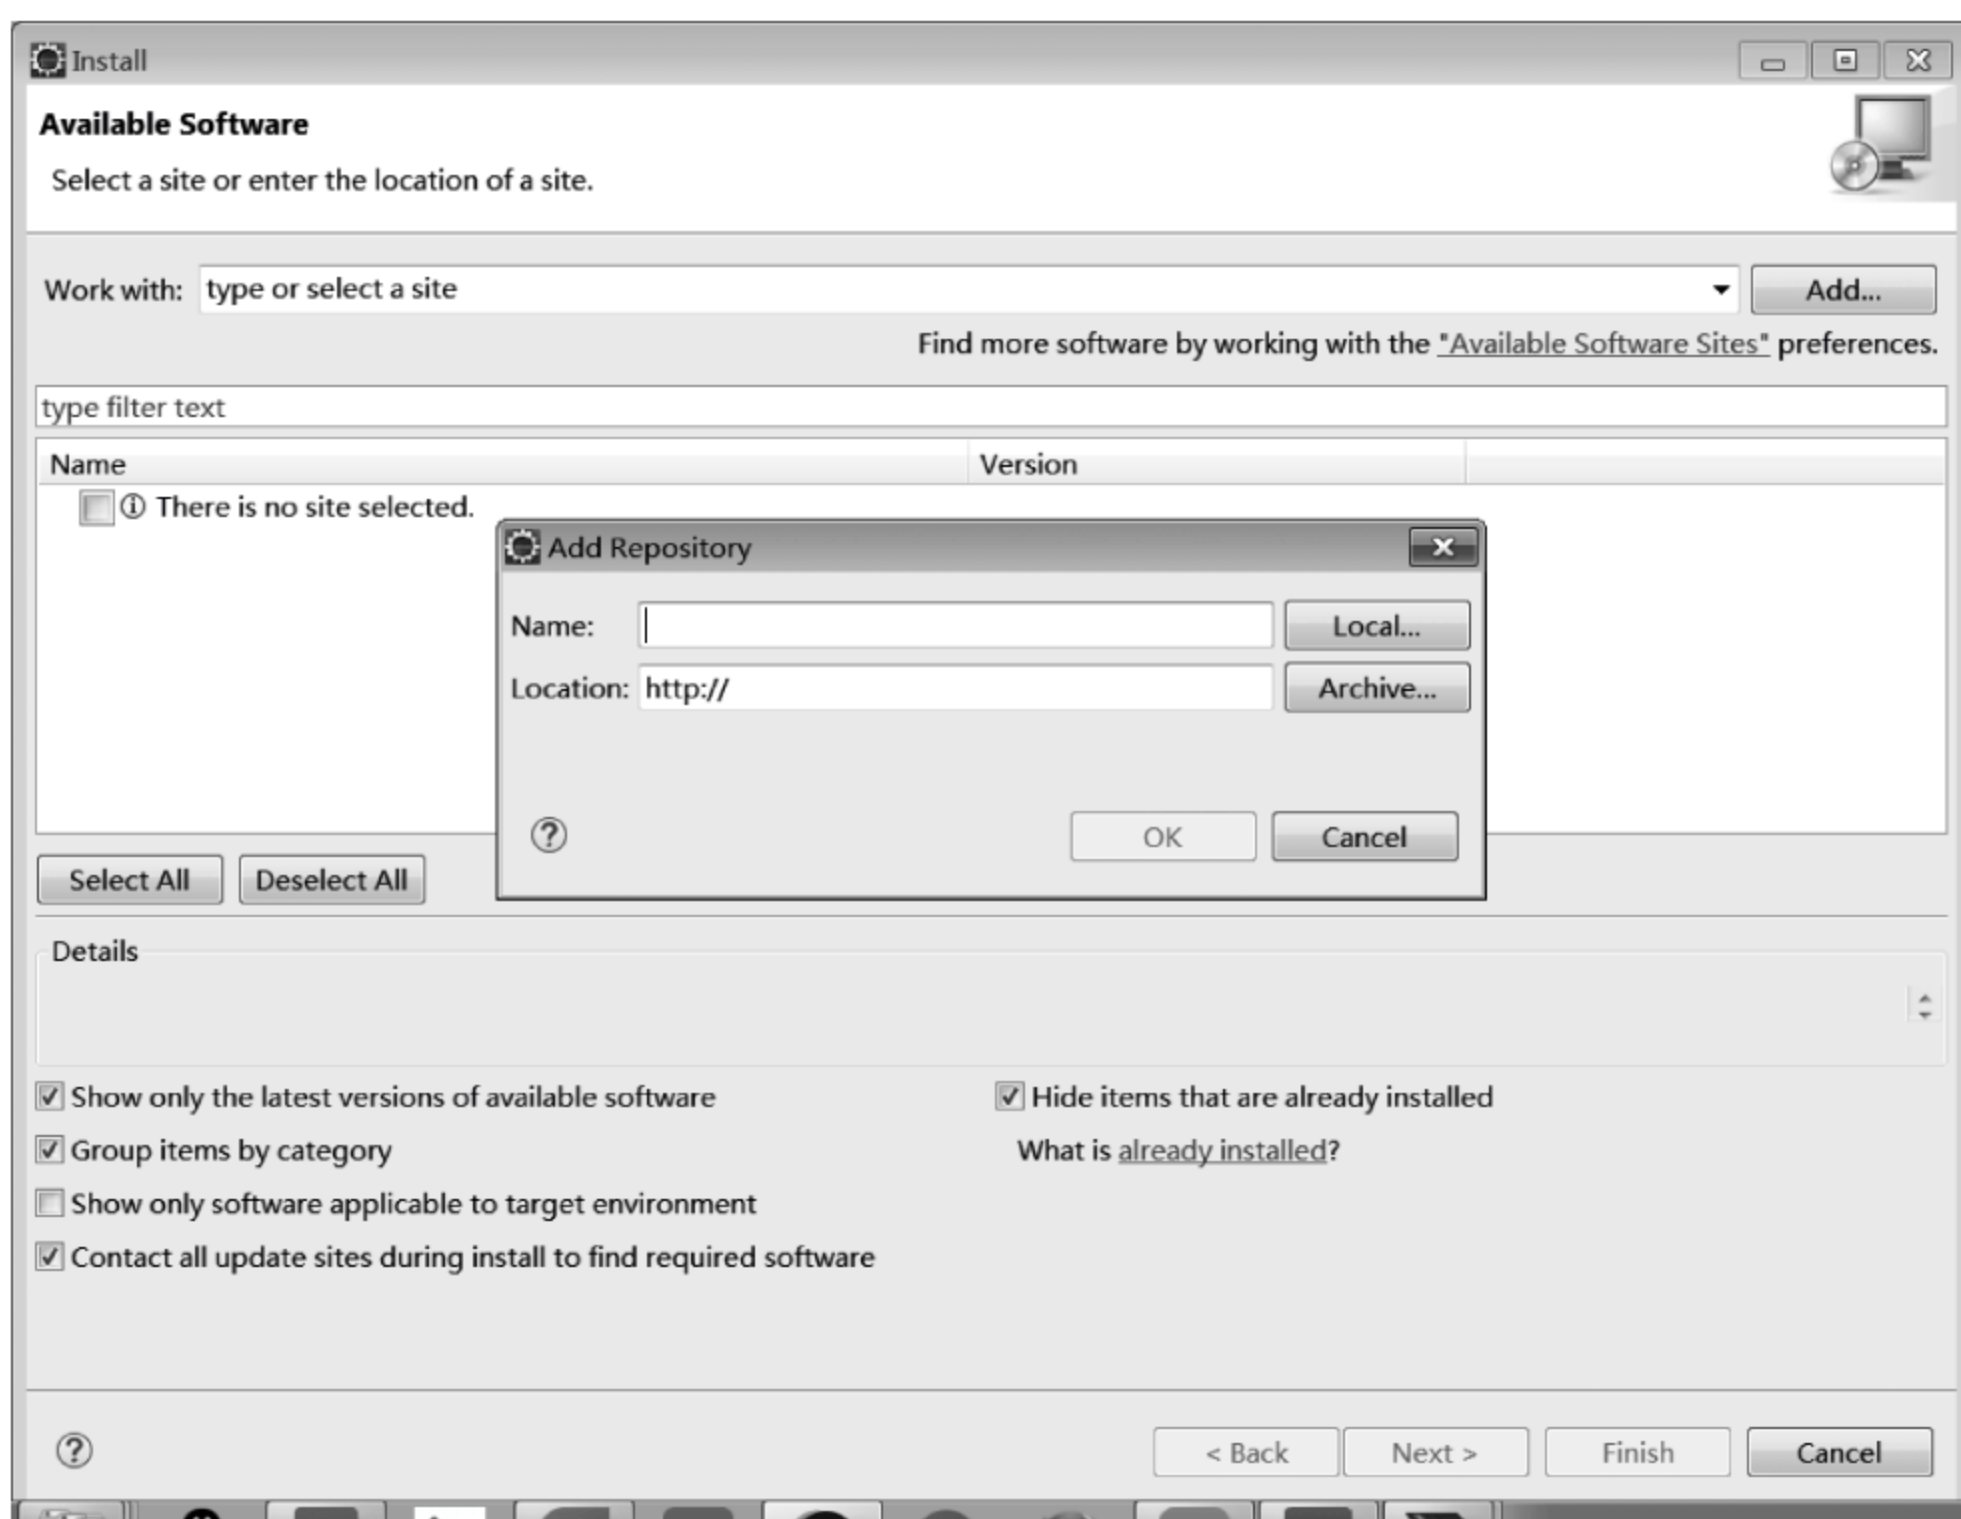 Install
Available Software
Select a site or enter the location of a site.
Work with: type or select a site Add...
Find more software by working with the "Available Software Sites" preferences.
type filter text
Name Version
There is no site selected.
Add Repository
Name: Local...
Location: http:// Archive...
OK Cancel
Select All Deselect All
Details
Show only the latest versions of available software Hide items that are already installed
Group items by category What is already installed?
Show only software applicable to target environment
Contact all update sites during install to find required software
< Back Next > Finish Cancel